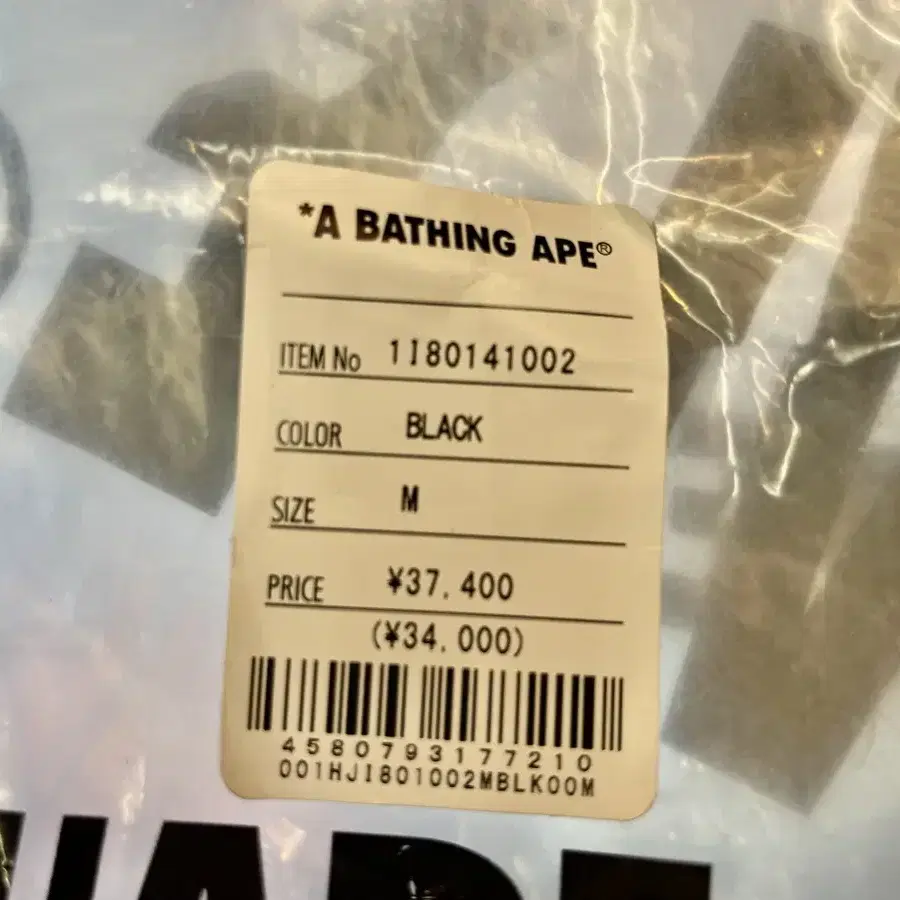 *A BATHING APE®
ITEM No 1I80141002
COLOR BLACK
SIZE M
PRICE ¥37,400
(¥34,000)
4580793177210
001HJI801002MBLK00M